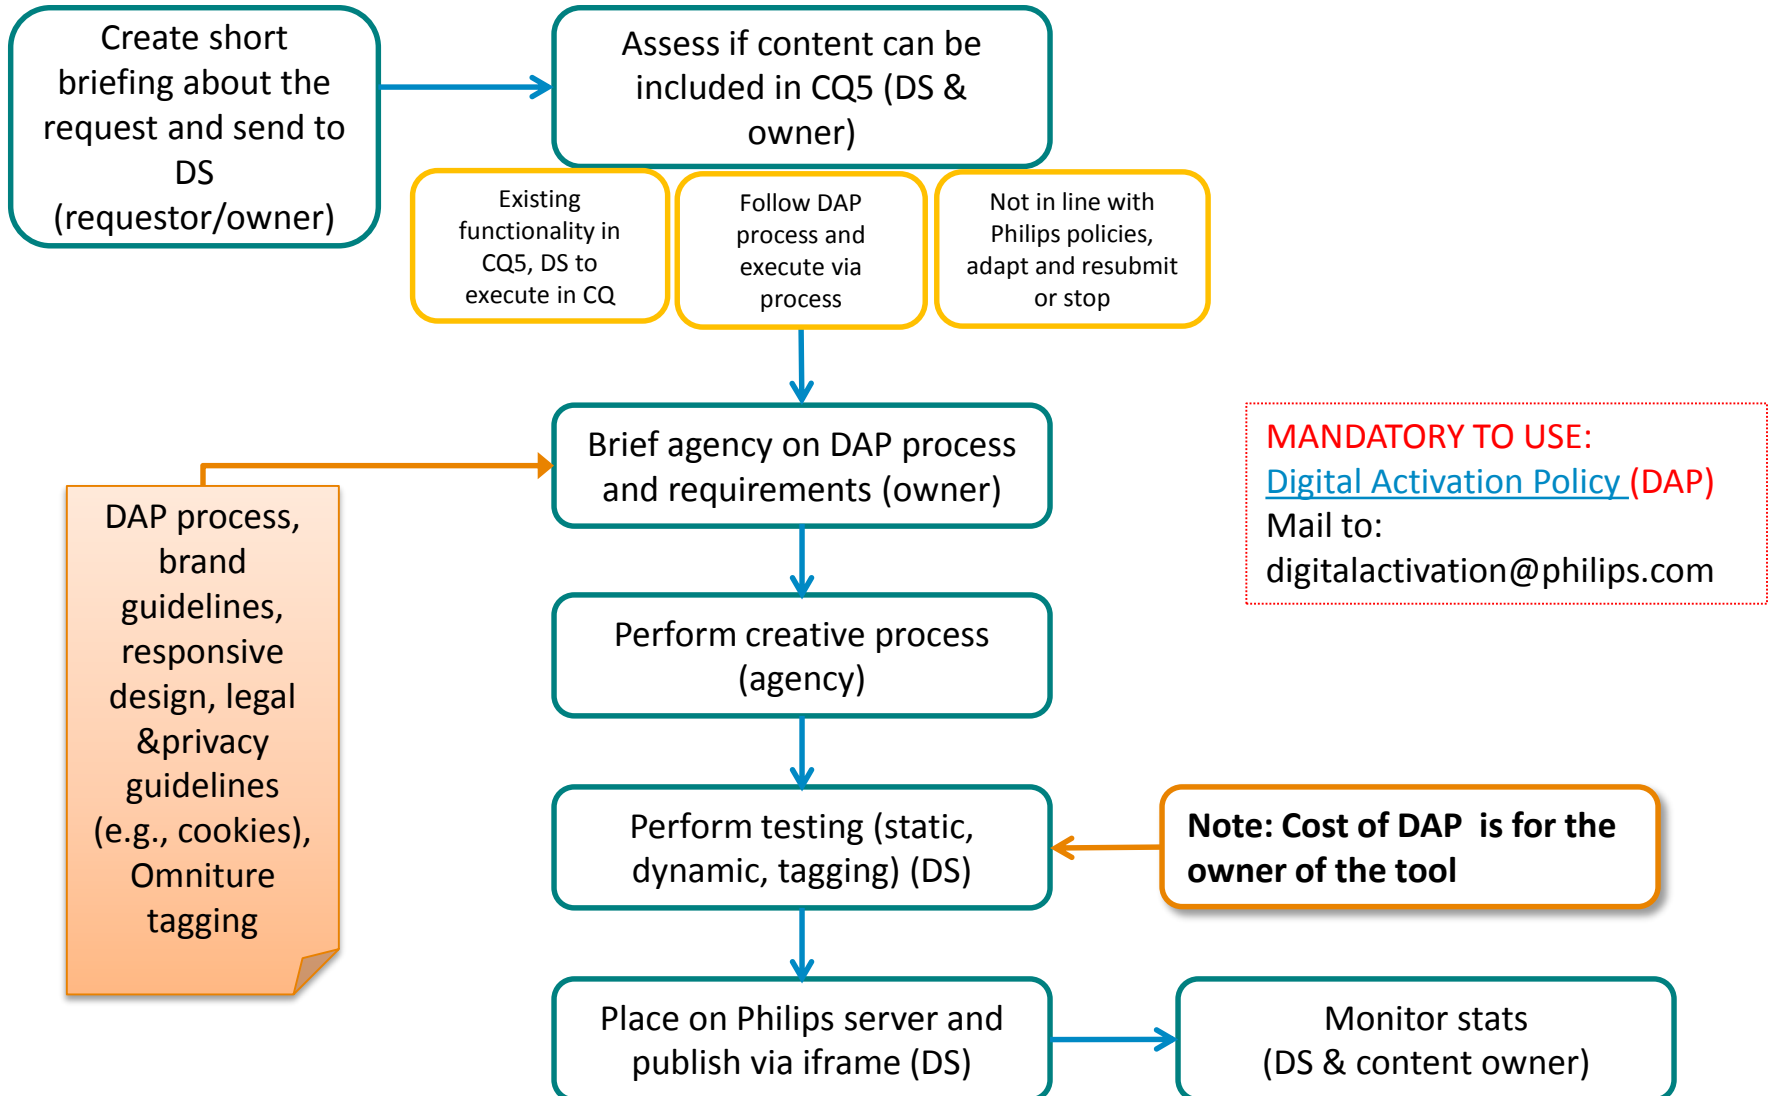 Create short
briefing about the
request and send to
DS
(requestor/owner)
Assess if content can be
included in CQ5 (DS &
owner)
Existing
functionality in
CQ5, DS to
execute in CQ
Follow DAP
process and
execute via
process
Not in line with
Philips policies,
adapt and resubmit
or stop
Brief agency on DAP process
and requirements (owner)
MANDATORY TO USE:
Digital Activation Policy (DAP)
Mail to:
digitalactivation@philips.com
DAP process,
brand
guidelines,
responsive
design, legal
&privacy
guidelines
(e.g., cookies),
Omniture
tagging
Perform creative process
(agency)
Perform testing (static,
dynamic, tagging) (DS)
Note: Cost of DAP  is for the
owner of the tool
Place on Philips server and
publish via iframe (DS)
Monitor stats
(DS & content owner)